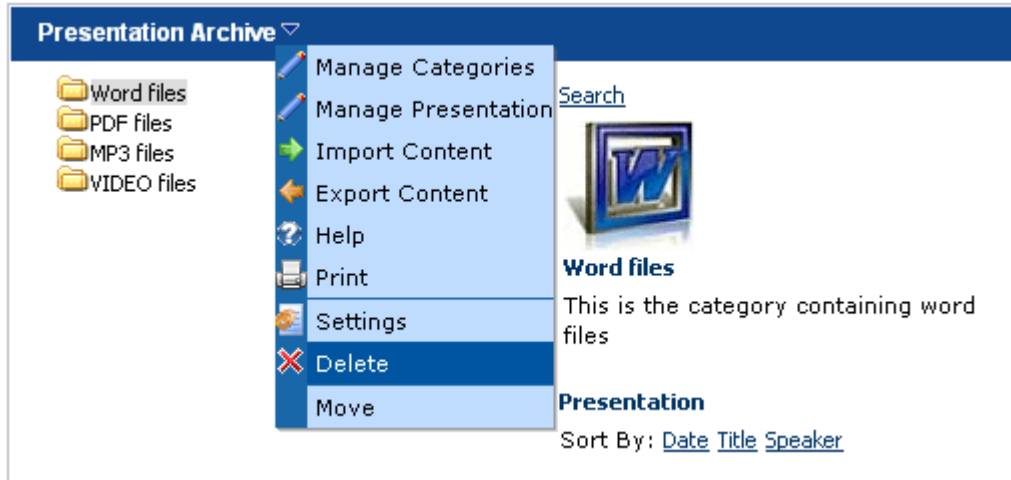 Presentation Archive
Word files
PDF files
MP3 files
VIDEO files
Manage Categories
Manage Presentation
Import Content
Export Content
Help
Print
Settings
Delete
Move
Search
W
Word files
This is the category containing word
files
Presentation
Sort By: Date Title Speaker